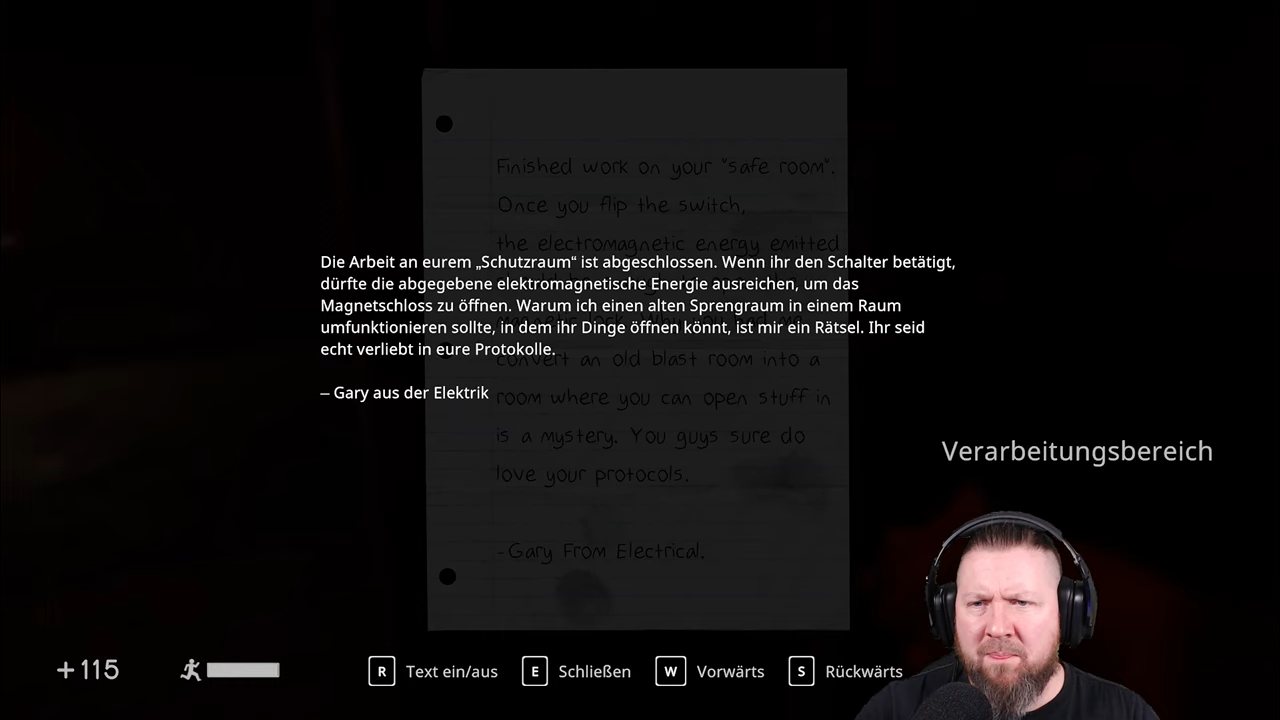 Finished work on your "safe room".
Once you flip the switch,
the electromagnetic energy emitted
Die Arbeit an eurem „Schutzraum“ ist abgeschlossen. Wenn ihr den Schalter betätigt,
dürfte die abgegebene elektromagnetische Energie ausreichen, um das
Magnetschloss zu öffnen. Warum ich einen alten Sprengraum in einem Raum
umfunktionieren sollte, in dem ihr Dinge öffnen könnt, ist mir ein Rätsel. Ihr seid
echt verliebt in eure Protokolle.
– Gary aus der Elektrik
convert an old blast room into a
room where you can open stuff in
is a mystery. You guys sure do
love your protocols.
-Gary From Electrical.
Verarbeitungsbereich
+115
R Text ein/aus E Schließen W Vorwärts S Rückwärts